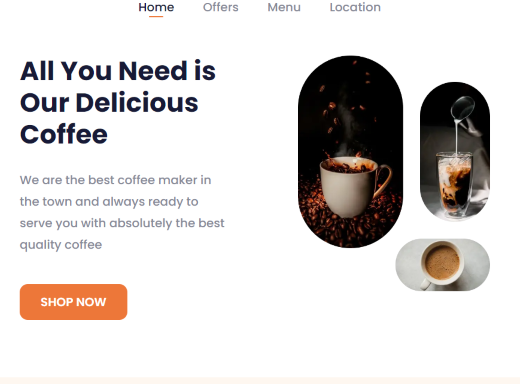 Home Offers Menu Location
All You Need is
Our Delicious
Coffee
We are the best coffee maker in
the town and always ready to
serve you with absolutely the best
quality coffee
SHOP NOW